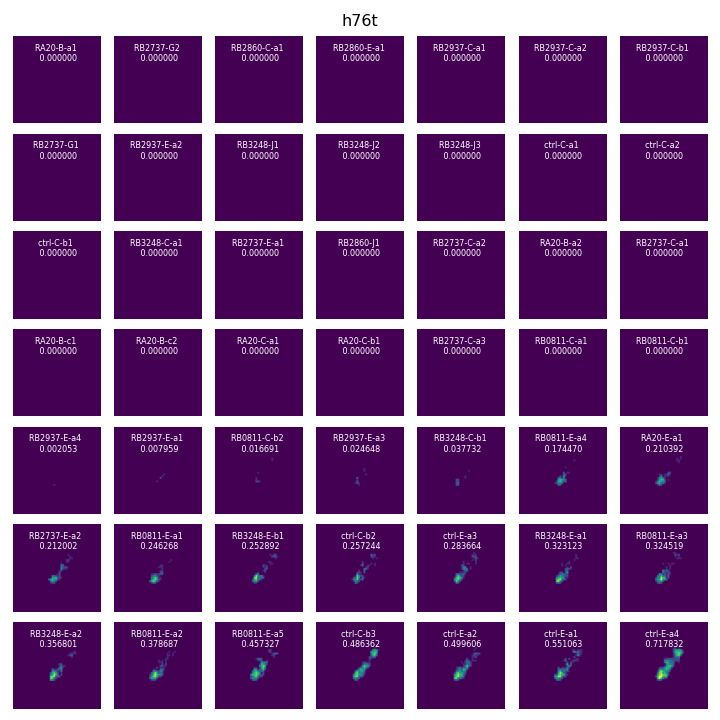 h76t
RA20-B-a1
0.000000
RB2737-G2
0.000000
RB2860-C-a1
0.000000
RB2860-E-a1
0.000000
RB2937-C-a1
0.000000
RB2937-C-a2
0.000000
RB2937-C-b1
0.000000
RB2737-G1
0.000000
RB2937-E-a2
0.000000
RB3248-J1
0.000000
RB3248-J2
0.000000
RB3248-J3
0.000000
ctrl-C-a1
0.000000
ctrl-C-a2
0.000000
ctrl-C-b1
0.000000
RB3248-C-a1
0.000000
RB2737-E-a1
0.000000
RB2860-J1
0.000000
RB2737-C-a2
0.000000
RA20-B-a2
0.000000
RB2737-C-a1
0.000000
RA20-B-c1
0.000000
RA20-B-c2
0.000000
RA20-C-a1
0.000000
RA20-C-b1
0.000000
RB2737-C-a3
0.000000
RB0811-C-a1
0.000000
RB0811-C-b1
0.000000
RB2937-E-a4
0.002053
RB2937-E-a1
0.007959
RB0811-C-b2
0.016691
RB2937-E-a3
0.024648
RB3248-C-b1
0.037732
RB0811-E-a4
0.174470
RA20-E-a1
0.210392
RB2737-E-a2
0.212002
RB0811-E-a1
0.246268
RB3248-E-b1
0.252892
ctrl-C-b2
0.257244
ctrl-E-a3
0.283664
RB3248-E-a1
0.323123
RB0811-E-a3
0.324519
RB3248-E-a2
0.356801
RB0811-E-a2
0.378687
RB0811-E-a5
0.457327
ctrl-C-b3
0.486362
ctrl-E-a2
0.499606
ctrl-E-a1
0.551063
ctrl-E-a4
0.717832